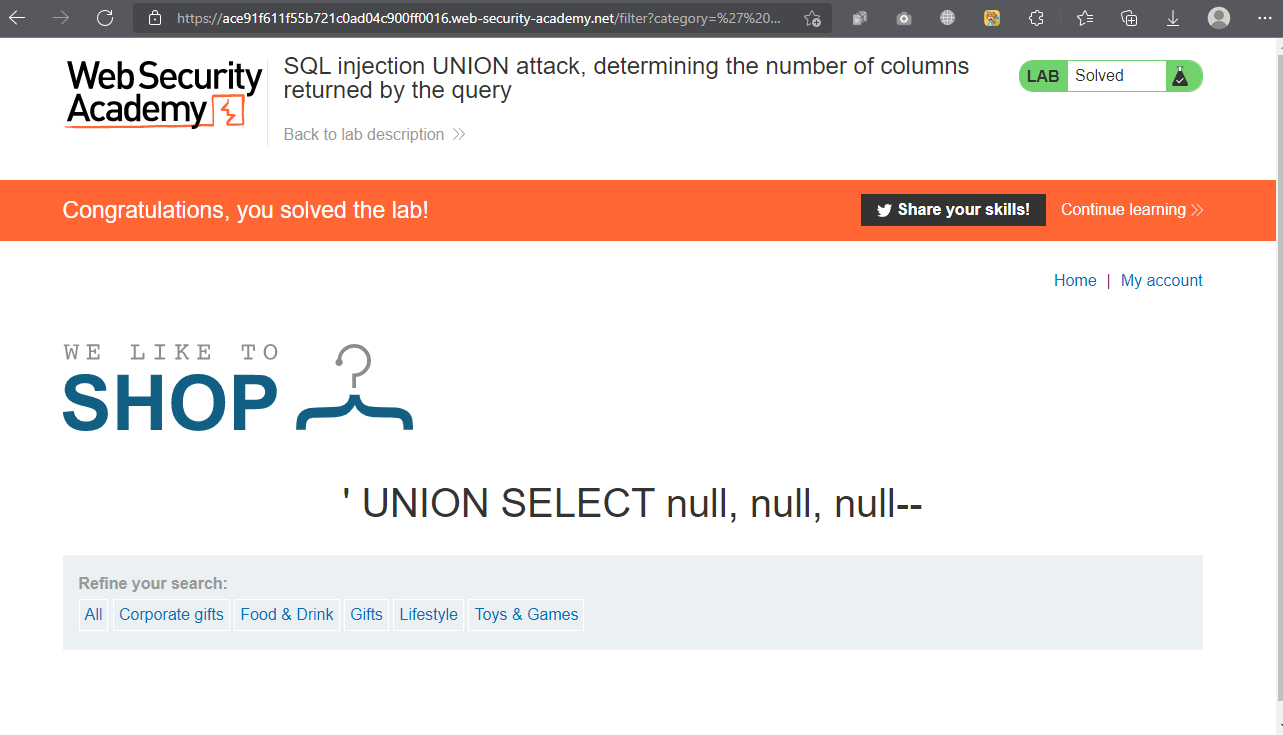 https://ace91f611f55b721c0ad04c900ff0016.web-security-academy.net/filter?category=%27%20...
Web Security
Academy
SQL injection UNION attack, determining the number of columns
returned by the query
LAB Solved
Back to lab description
Congratulations, you solved the lab!
Share your skills!
Continue learning
Home | My account
WE LIKE TO
SHOP
' UNION SELECT null, null, null--
Refine your search:
All Corporate gifts Food & Drink Gifts Lifestyle Toys & Games